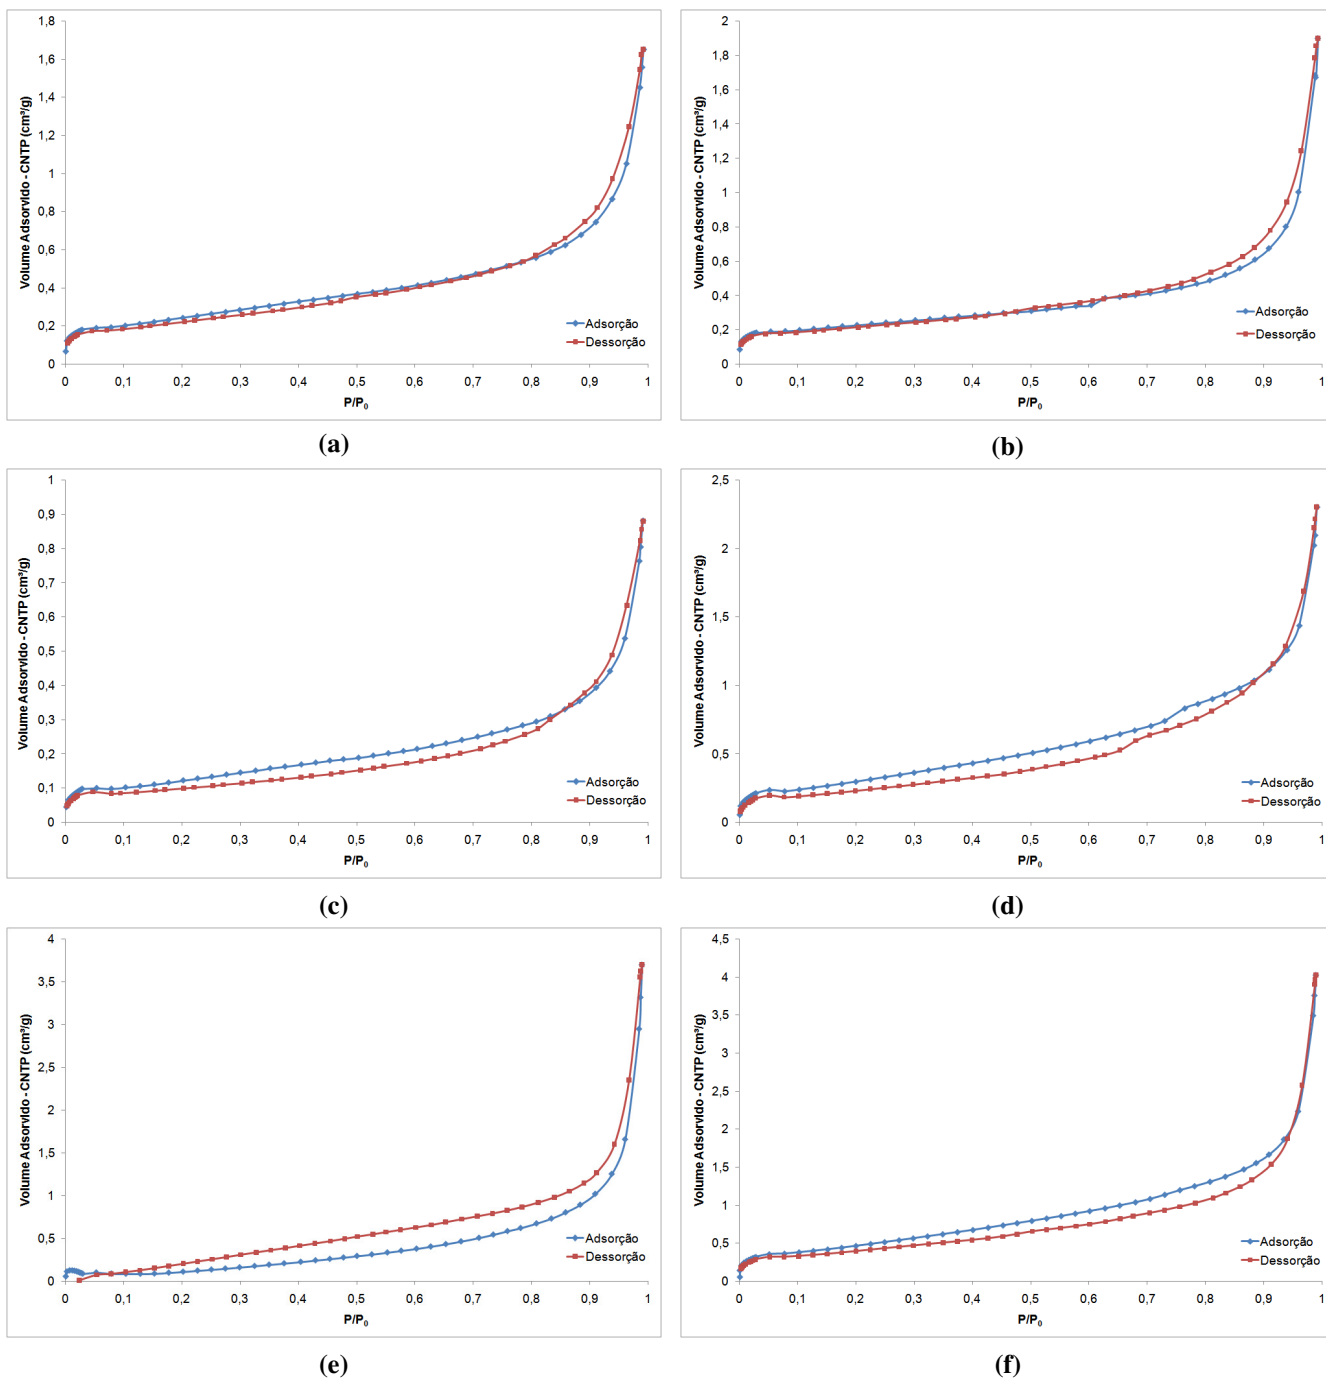 1,8
1,6
1,4
1,2
1
0,8
0,6
0,4
0,2
0
Volume Adsorvido - CNTP (cm³/g)
0 0,1 0,2 0,3 0,4 0,5 0,6 0,7 0,8 0,9 1
P/P₀
Adsorção
Dessorção
(a)
2
1,8
1,6
1,4
1,2
1
0,8
0,6
0,4
0,2
0
Volume Adsorvido - CNTP (cm³/g)
0 0,1 0,2 0,3 0,4 0,5 0,6 0,7 0,8 0,9 1
P/P₀
Adsorção
Dessorção
(b)
1
0,9
0,8
0,7
0,6
0,5
0,4
0,3
0,2
0,1
0
Volume Adsorvido - CNTP (cm³/g)
0 0,1 0,2 0,3 0,4 0,5 0,6 0,7 0,8 0,9 1
P/P₀
Adsorção
Dessorção
(c)
2,5
2
1,5
1
0,5
0
Volume Adsorvido - CNTP (cm³/g)
0 0,1 0,2 0,3 0,4 0,5 0,6 0,7 0,8 0,9 1
P/P₀
Adsorção
Dessorção
(d)
4
3,5
3
2,5
2
1,5
1
0,5
0
Volume Adsorvido - CNTP (cm³/g)
0 0,1 0,2 0,3 0,4 0,5 0,6 0,7 0,8 0,9 1
P/P₀
Adsorção
Dessorção
(e)
4,5
4
3,5
3
2,5
2
1,5
1
0,5
0
Volume Adsorvido - CNTP (cm³/g)
0 0,1 0,2 0,3 0,4 0,5 0,6 0,7 0,8 0,9 1
P/P₀
Adsorção
Dessorção
(f)